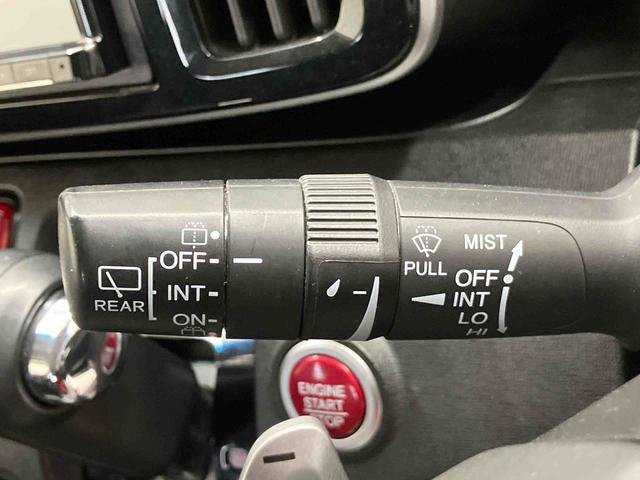 OFF
INT
ON
REAR
PULL
MIST
OFF
INT
LO
HI
ENGINE
START
STOP